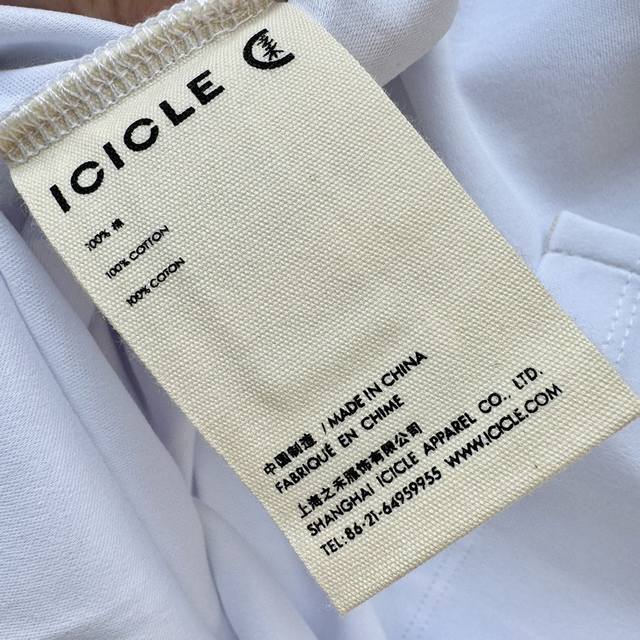 ICICLE
100% 棉
100% COTTON
100% COTON
中国制造 / MADE IN CHINA
FABRIQUÉ EN CHIME
上海之禾服饰有限公司
SHANGHAI ICICLE APPAREL CO., LTD.
TEL:86-21-64959955 WWW.ICICLE.COM